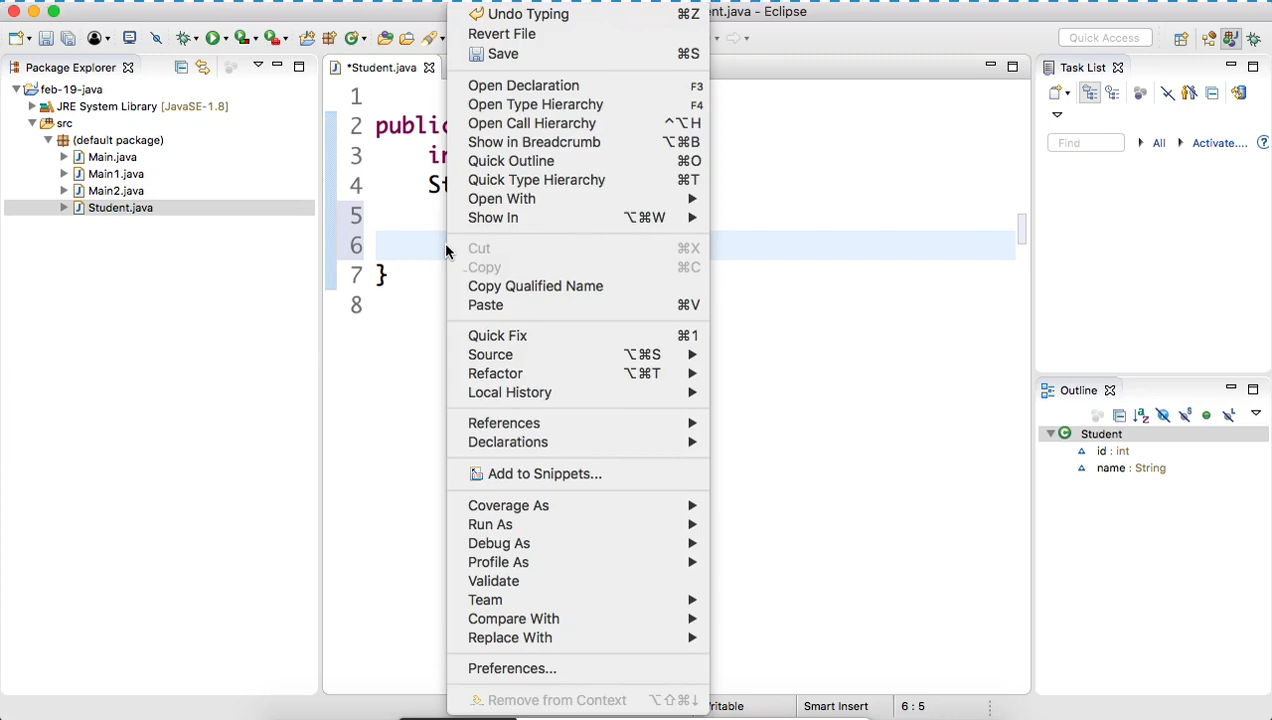 ent.java - Eclipse
Quick Access
Package Explorer
feb-19-java
JRE System Library [JavaSE-1.8]
src
(default package)
Main.java
Main1.java
Main2.java
Student.java
*Student.java
1
2 public
3 in
4 St
5
6
7 }
8
Undo Typing ⌘Z
Revert File
Save ⌘S
Open Declaration F3
Open Type Hierarchy F4
Open Call Hierarchy ^⌥H
Show in Breadcrumb ⌥⌘B
Quick Outline ⌘O
Quick Type Hierarchy ⌘T
Open With
Show In ⌥⌘W
Cut ⌘X
Copy ⌘C
Copy Qualified Name
Paste ⌘V
Quick Fix ⌘1
Source ⌥⌘S
Refactor ⌥⌘T
Local History
References
Declarations
Add to Snippets...
Coverage As
Run As
Debug As
Profile As
Validate
Team
Compare With
Replace With
Preferences...
Remove from Context ⌥⇧⌘↓
Task List
Find
All
Activate....
Outline
Student
id : int
name : String
ritable
Smart Insert
6 : 5